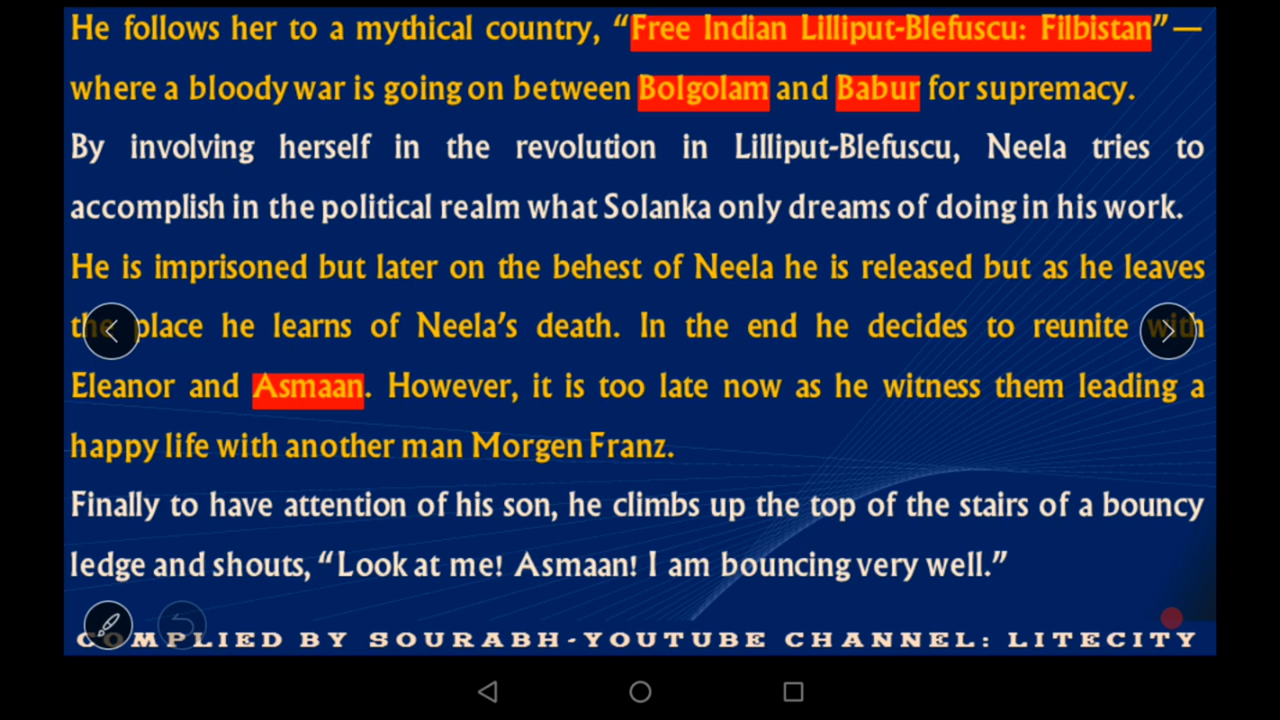 He follows her to a mythical country, “Free Indian Lilliput-Blefuscu: Filbistan”—
where a bloody war is going on between Bolgolam and Babur for supremacy.
By involving herself in the revolution in Lilliput-Blefuscu, Neela tries to
accomplish in the political realm what Solanka only dreams of doing in his work.
He is imprisoned but later on the behest of Neela he is released but as he leaves
the place he learns of Neela’s death. In the end he decides to reunite with
Eleanor and Asmaan. However, it is too late now as he witness them leading a
happy life with another man Morgen Franz.
Finally to have attention of his son, he climbs up the top of the stairs of a bouncy
ledge and shouts, “Look at me! Asmaan! I am bouncing very well.”
COMPLIED BY SOURABH-YOUTUBE CHANNEL: LITECITY